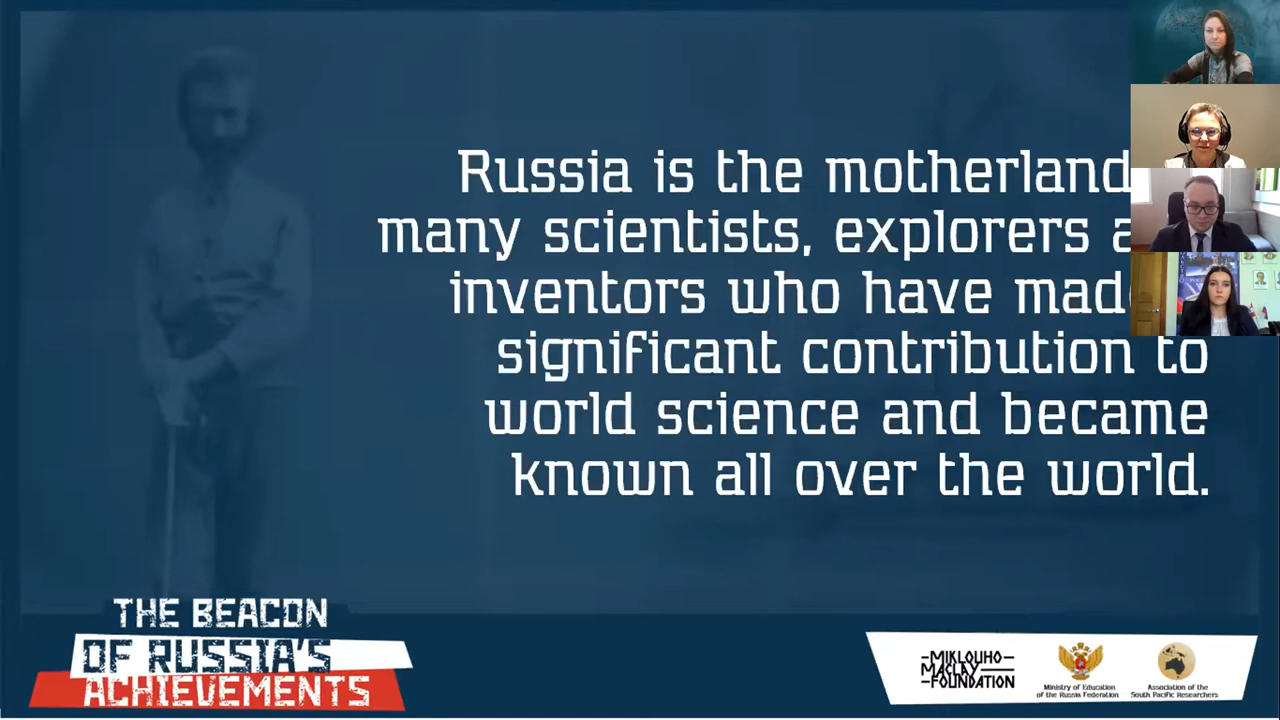 Russia is the motherland
many scientists, explorers a
inventors who have mad
significant contribution to
world science and became
known all over the world.
THE BEACON
OF RUSSIA'S
ACHIEVEMENTS
MIKLOUHO
MACLAY
FOUNDATION
Ministry of Education
of the Russia Federation
Association of the
South Pacific Researchers